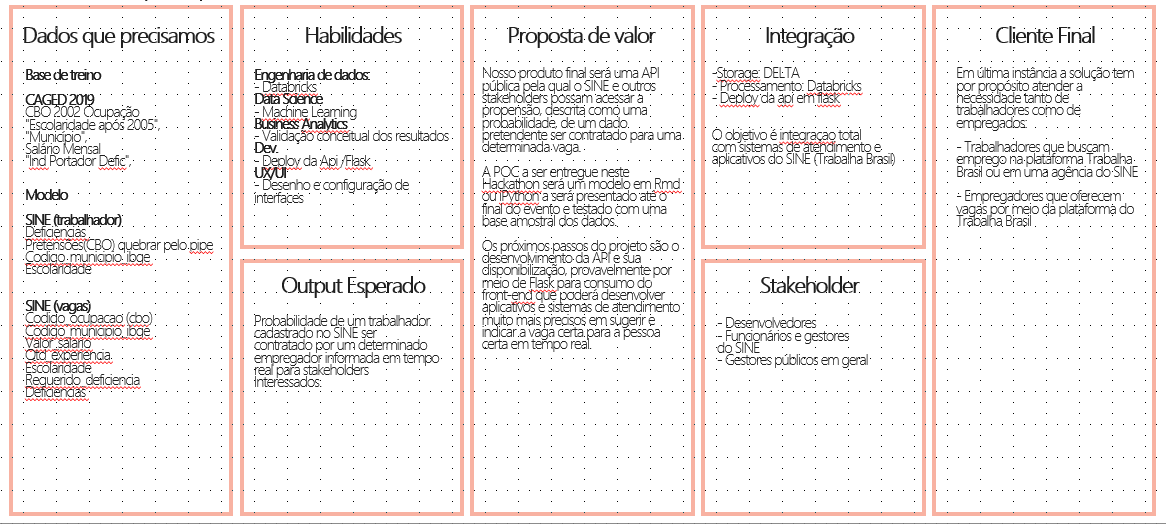 Dados que precisamos
Base de treino
CAGED 2019
CBO 2002 Ocupação
"Escolaridade após 2005",
"Município",
Salário Mensal
"Ind Portador Defic",
Modelo
SINE (trabalhador)
Deficiencias
Pretensões(CBO) quebrar pelo pipe
Codigo_municipio_ibge
Escolaridade
SINE (vagas)
Codido_ocupacao (cbo)
Codigo_municipio_ibge
Valor_salario
Qtd_experiencia
Escolaridade
Requerido_deficiencia
Deficiencias
Habilidades
Engenharia de dados:
- Databricks
Data Science
- Machine Learning
Business Analytics
- Validação conceitual dos resultados
Dev.
- Deploy da Api /Flask
UX/UI
- Desenho e configuração de
interfaces
Output Esperado
Probabilidade de um trabalhador
cadastrado no SINE ser
contratado por um determinado
empregador informada em tempo
real para stakeholders
interessados:
Proposta de valor
Nosso produto final será uma API
pública pela qual o SINE e outros
stakeholders possam acessar a
propensão, descrita como uma
probabilidade, de um dado
pretendente ser contratado para uma
determinada vaga.
A POC a ser entregue neste
Hackathon será um modelo em Rmd
ou IPython a será presentado até o
final do evento e testado com uma
base amostral dos dados.
Os próximos passos do projeto são o
desenvolvimento da API e sua
disponibilização, provavelmente por
meio de Flask para consumo do
front-end que poderá desenvolver
aplicativos e sistemas de atendimento
muito mais precisos em sugerir e
indicar a vaga certa para a pessoa
certa em tempo real.
Integração
-Storage: DELTA
- Processamento: Databricks
- Deploy da api em flask
O objetivo é integraçao total
com sistemas de atendimento e
aplicativos do SINE (Trabalha Brasil)
Stakeholder
- Desenvolvedores
- Funcionários e gestores
do SINE
- Gestores públicos em geral
Cliente Final
Em última instância a solução tem
por propósito atender a
necessidade tanto de
trabalhadores como de
empregados:
- Trabalhadores que buscam
emprego na plataforma Trabalha
Brasil ou em uma agência do SINE
- Empregadores que oferecem
vagas por meio da plataforma do
Trabalha Brasil